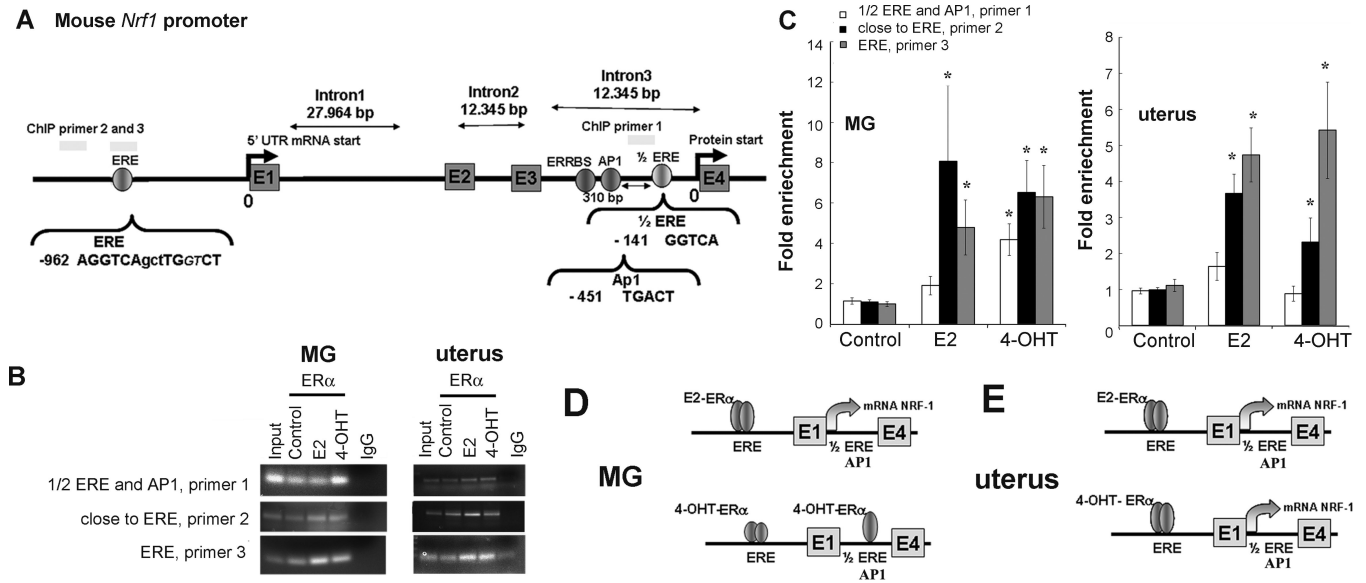 A Mouse Nrf1 promoter
Intron1
27.964 bp
Intron2
12.345 bp
Intron3
12.345 bp
ChIP primer 2 and 3
5' UTR mRNA start
ChIP primer 1
Protein start
ERE
ERRBS AP1 ½ ERE
E1 E2 E3 E4
0
310 bp
0
ERE
-962 AGGTCAgctTGGTCT
½ ERE
- 141 GGTCA
Ap1
- 451 TGACT
B
MG
uterus
ERα
ERα
Input Control E2 4-OHT IgG
Input Control E2 4-OHT IgG
1/2 ERE and AP1, primer 1
close to ERE, primer 2
ERE, primer 3
C
1/2 ERE and AP1, primer 1
close to ERE, primer 2
ERE, primer 3
Fold enriechment
14
12
10
8
6
4
2
0
MG
* * * * *
Control E2 4-OHT
Fold enriechment
8
7
6
5
4
3
2
1
0
uterus
* * * *
Control E2 4-OHT
D
MG
E2-ERα
mRNA NRF-1
E1 E4
ERE ½ ERE
AP1
4-OHT-ERα 4-OHT-ERα
E1 E4
ERE ½ ERE
AP1
E
uterus
E2-ERα
mRNA NRF-1
E1 E4
ERE ½ ERE
AP1
4-OHT- ERα
mRNA NRF-1
E1 E4
ERE ½ ERE
AP1